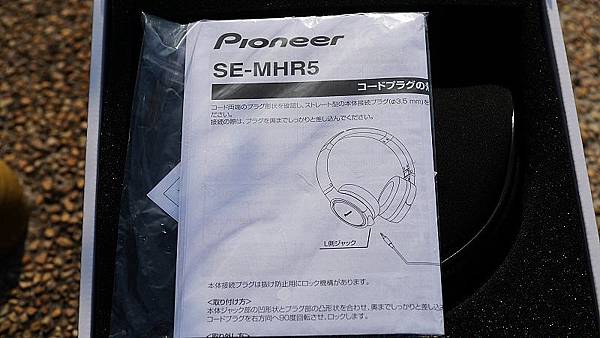 Pioneer
SE-MHR5
コードプラグの
コード両端のプラグ形状を確認し、ストレート型の本体接続プラグ(φ3.5 mm)を
ださい。
接続の際は、プラグを奥までしっかりと差し込んでください。
L側ジャック
本体接続プラグは抜け防止用にロック機構があります。
<取り付け方>
本体ジャック部の凹形状とプラグ部の凸形状を合わせ、奥までしっかりと差し込
コードプラグを右方向へ90度回転させ、ロックします。
<取り外し方>